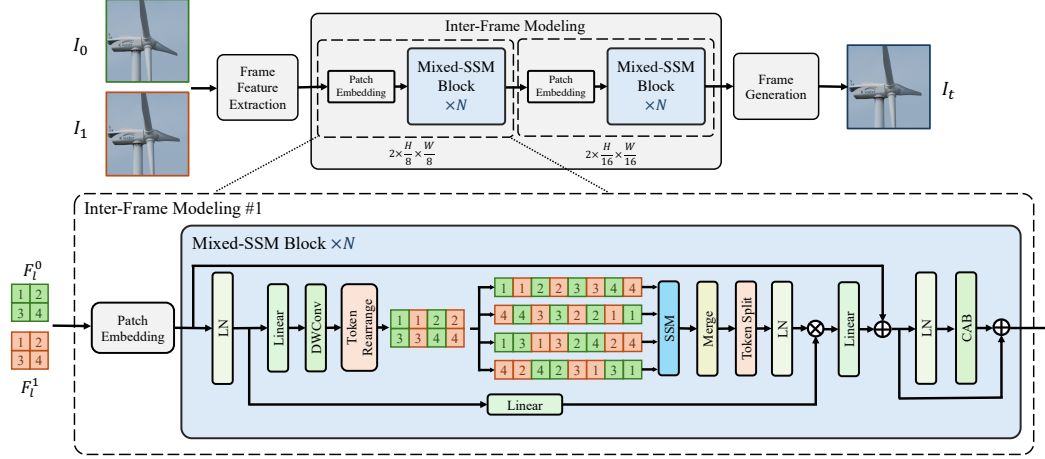 Inter-Frame Modeling
I_0
I_1
Frame
Feature
Extraction
Patch
Embedding
Mixed-SSM
Block
×N
2 × H/8 × W/8
Patch
Embedding
Mixed-SSM
Block
×N
2 × H/16 × W/16
Frame
Generation
I_t
Inter-Frame Modeling #1
Mixed-SSM Block ×N
F_l^0
1 2
3 4
1 2
3 4
F_l^1
Patch
Embedding
LN
Linear
DWConv
Token
Rearrange
1 1 2 2
3 3 4 4
1 1 2 2 3 3 4 4
4 4 3 3 2 2 1 1
1 3 1 3 2 4 2 4
4 2 4 2 3 1 3 1
SSM
Merge
Token Split
LN
Linear
LN
CAB
Linear